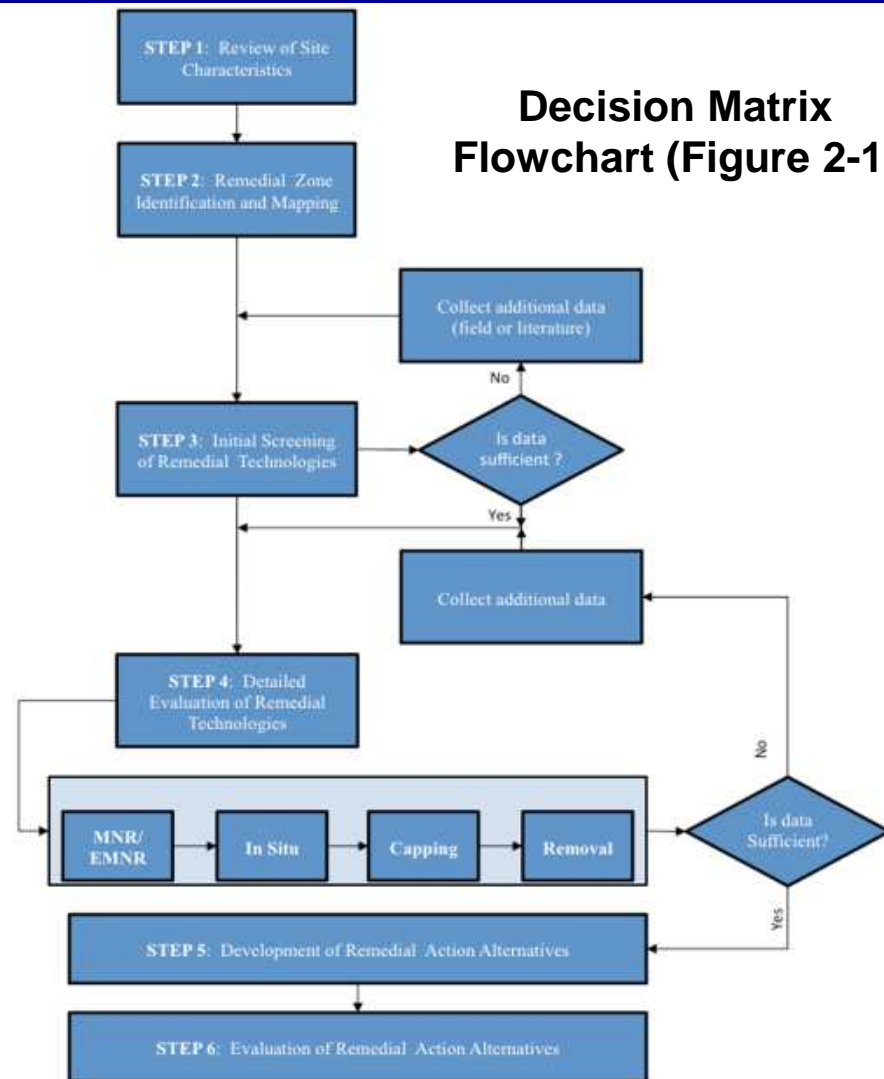 Decision Matrix
Flowchart (Figure 2-1
STEP 1: Review of Site
Characteristics
STEP 2: Remedial Zone
Identification and Mapping
Collect additional data
(field or literature)
No
STEP 3: Initial Screening
of Remedial Technologies
Is data
sufficient ?
Yes
Collect additional data
STEP 4: Detailed
Evaluation of Remedial
Technologies
No
MNR/
EMNR
In Situ
Capping
Removal
Is data
Sufficient?
Yes
STEP 5: Development of Remedial Action Alternatives
STEP 6: Evaluation of Remedial Action Alternatives